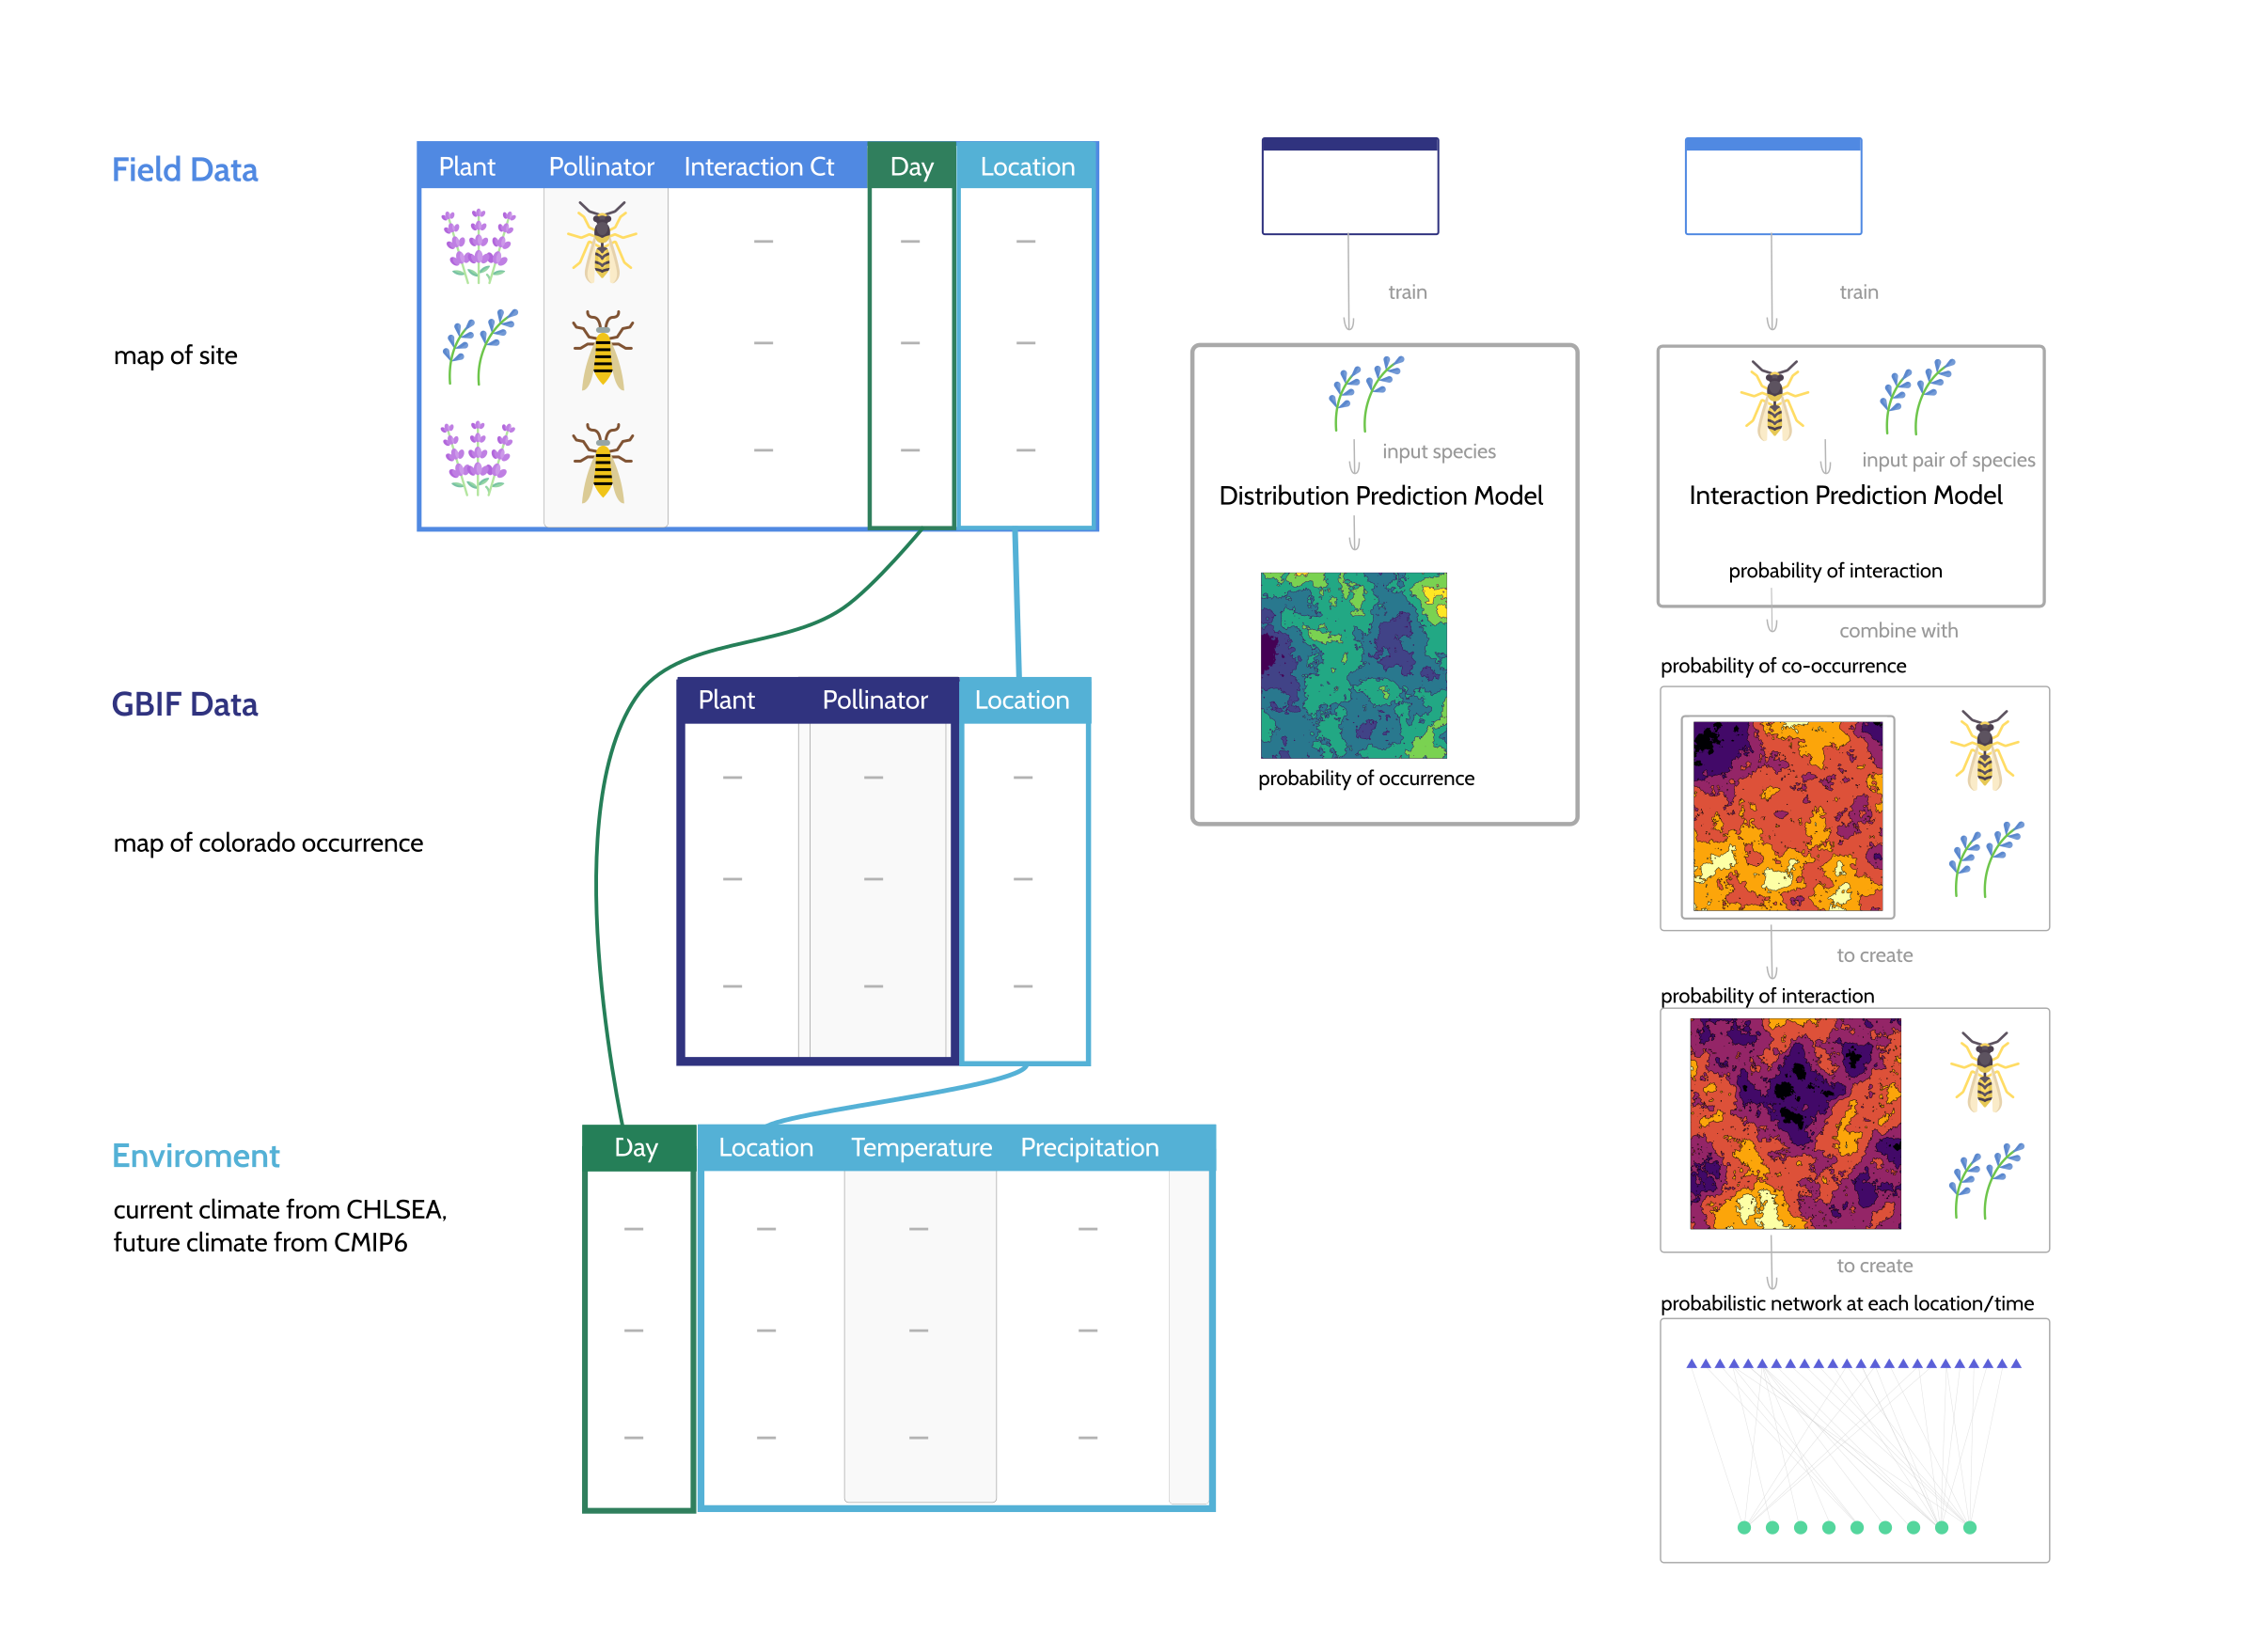 Field Data
Plant Pollinator Interaction Ct Day Location
map of site
GBIF Data
Plant Pollinator Location
map of colorado occurrence
Enviroment
current climate from CHLSEA,
future climate from CMIP6
Day Location Temperature Precipitation
train
input species
Distribution Prediction Model
probability of occurrence
train
input pair of species
Interaction Prediction Model
probability of interaction
combine with
probability of co-occurrence
to create
probability of interaction
to create
probabilistic network at each location/time